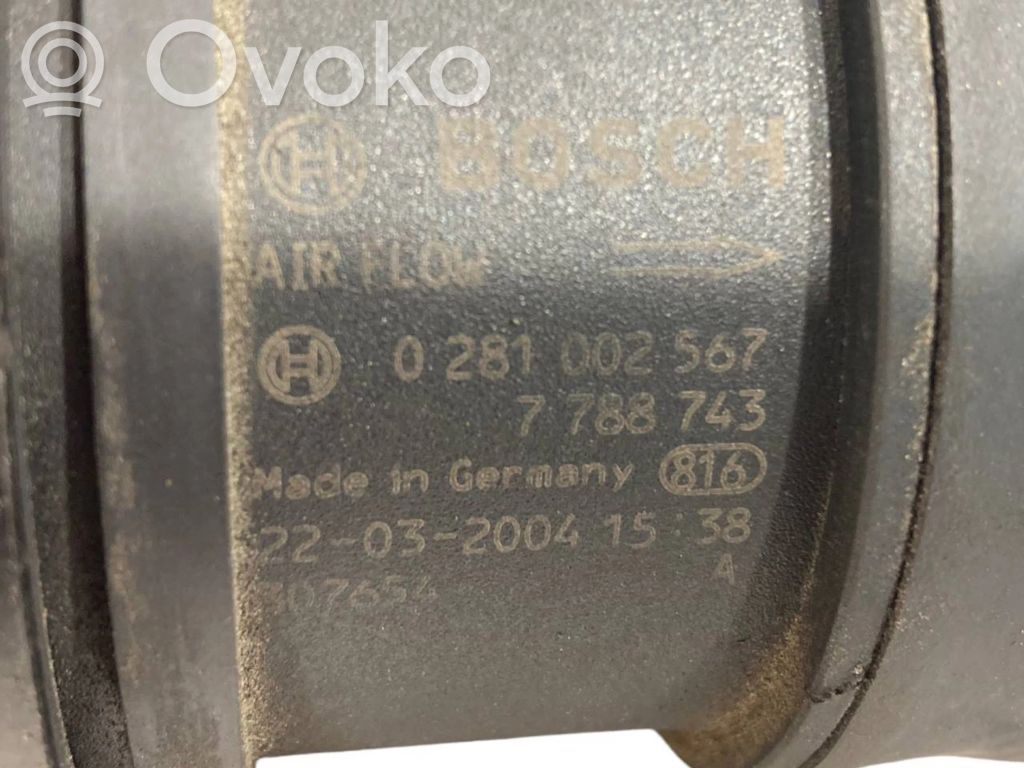 Ovoko
BOSCH
AIR FLOW
0 281 002 567
7 788 743
Made in Germany 816
22-03-2004 15:38
A